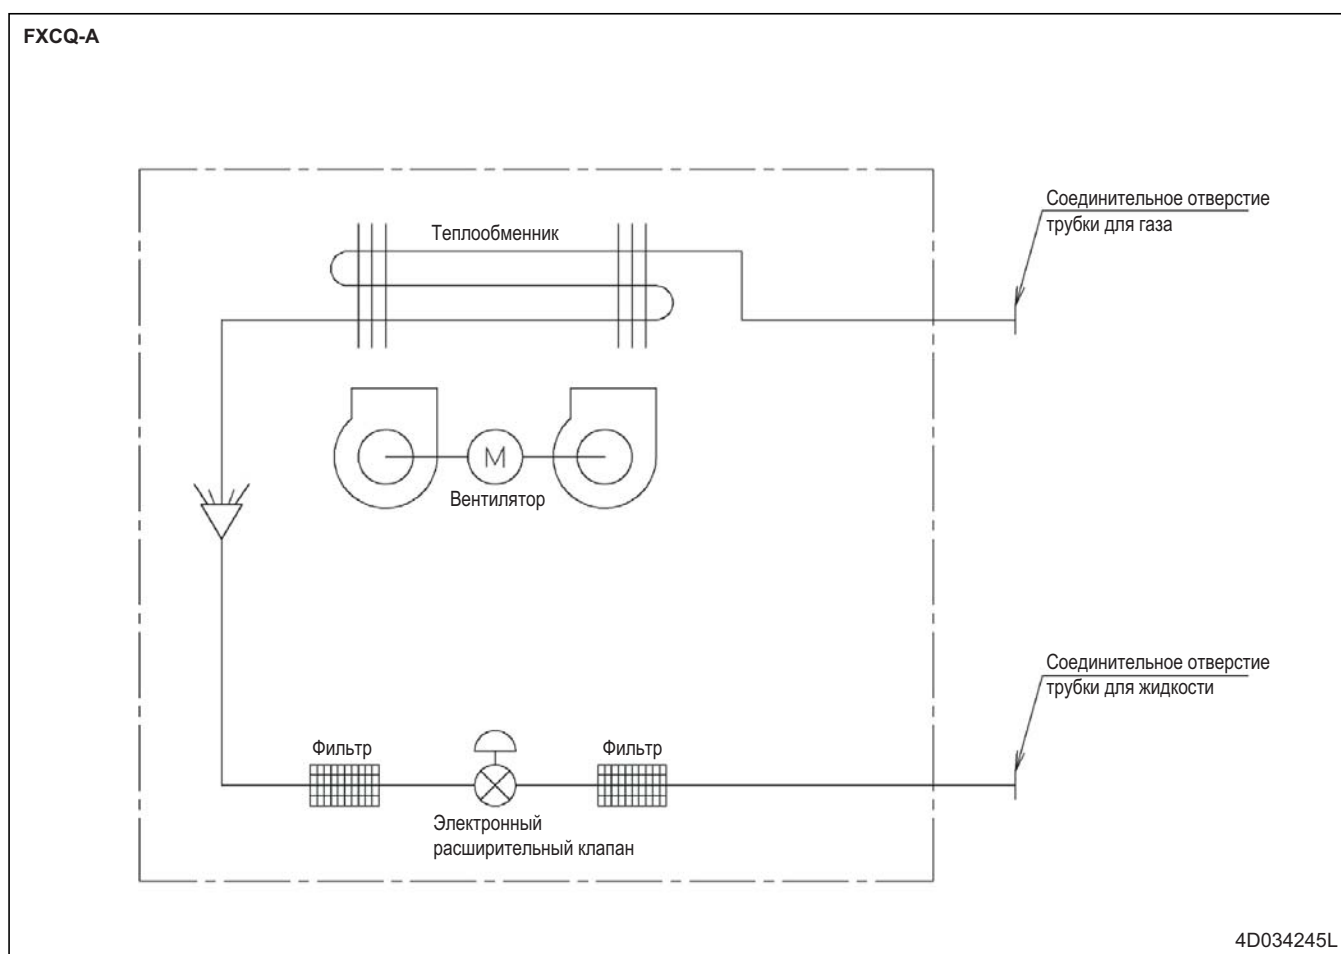 FXCQ-A
Соединительное отверстие
трубки для газа
Теплообменник
M
Вентилятор
Соединительное отверстие
трубки для жидкости
Фильтр
Фильтр
Электронный
расширительный клапан
4D034245L